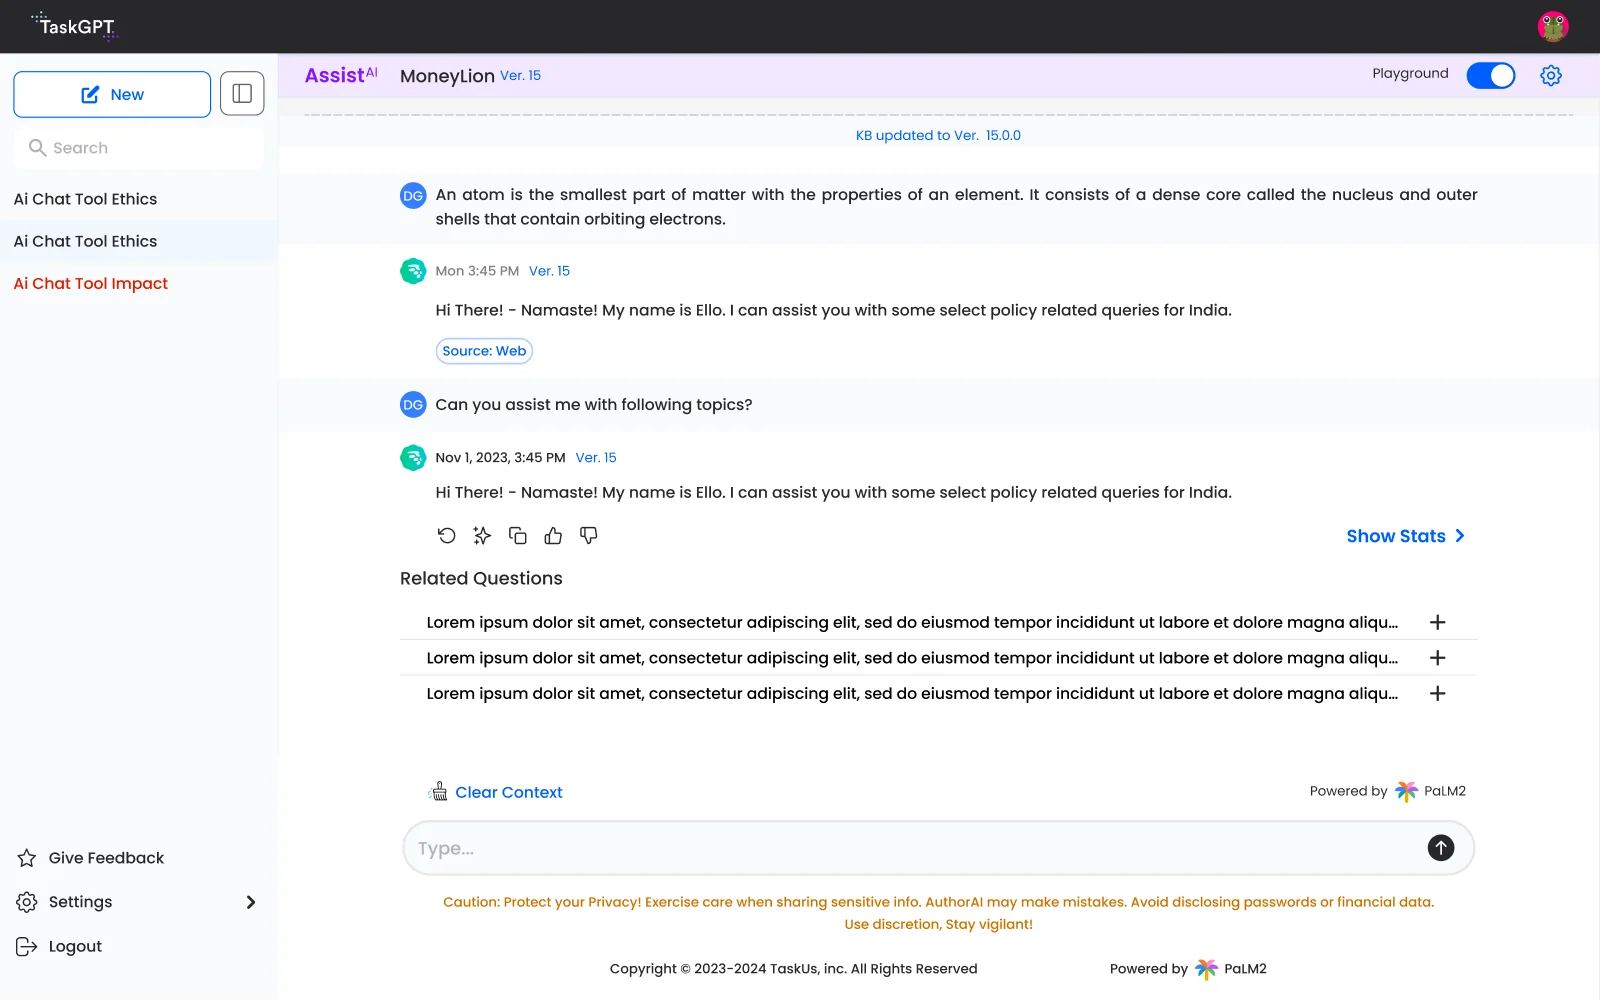 TaskGPT
New
Search
Ai Chat Tool Ethics
Ai Chat Tool Ethics
Ai Chat Tool Impact
Give Feedback
Settings
Logout
AssistAI MoneyLion Ver. 15
Playground
KB updated to Ver. 15.0.0
DG An atom is the smallest part of matter with the properties of an element. It consists of a dense core called the nucleus and outer
shells that contain orbiting electrons.
Mon 3:45 PM Ver. 15
Hi There! - Namaste! My name is Ello. I can assist you with some select policy related queries for India.
Source: Web
DG Can you assist me with following topics?
Nov 1, 2023, 3:45 PM Ver. 15
Hi There! - Namaste! My name is Ello. I can assist you with some select policy related queries for India.
Show Stats
Related Questions
Lorem ipsum dolor sit amet, consectetur adipiscing elit, sed do eiusmod tempor incididunt ut labore et dolore magna aliqu...
Lorem ipsum dolor sit amet, consectetur adipiscing elit, sed do eiusmod tempor incididunt ut labore et dolore magna aliqu...
Lorem ipsum dolor sit amet, consectetur adipiscing elit, sed do eiusmod tempor incididunt ut labore et dolore magna aliqu...
Clear Context
Powered by PaLM2
Type...
Caution: Protect your Privacy! Exercise care when sharing sensitive info. AuthorAI may make mistakes. Avoid disclosing passwords or financial data.
Use discretion, Stay vigilant!
Copyright © 2023-2024 TaskUs, inc. All Rights Reserved
Powered by PaLM2